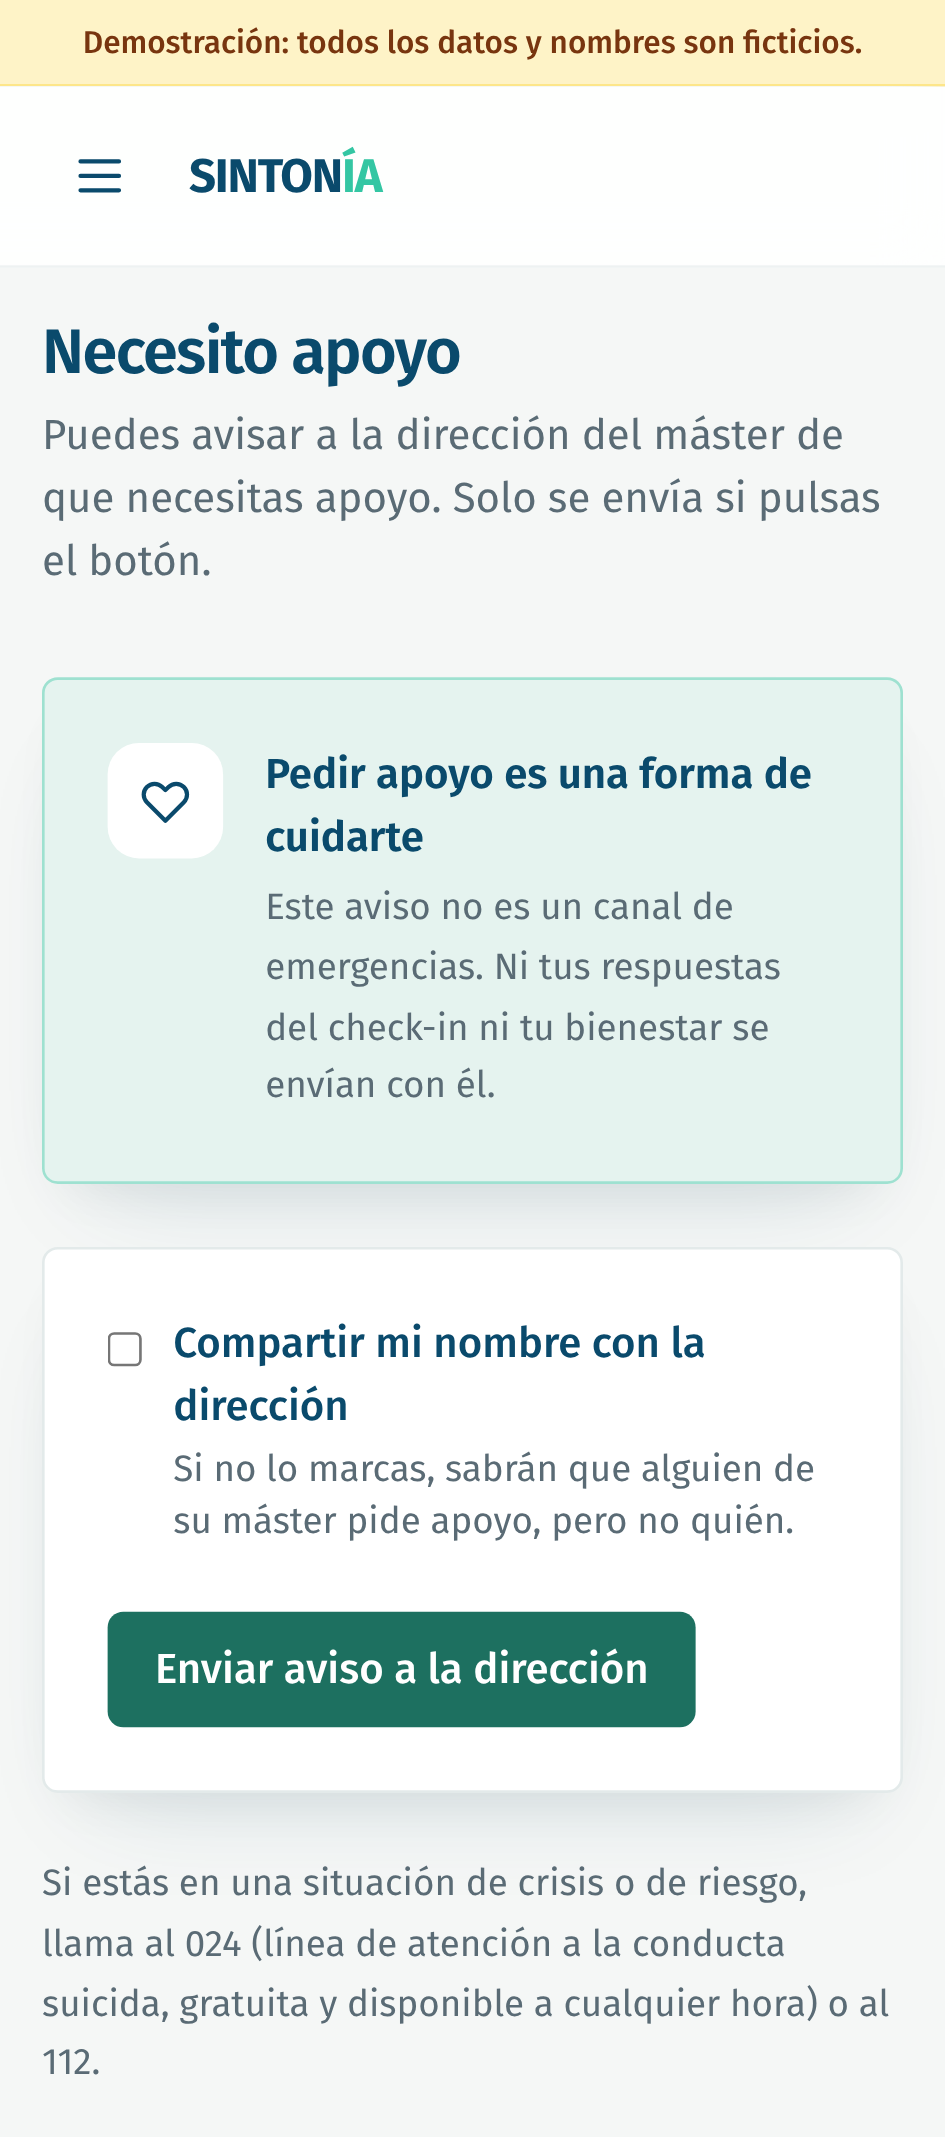 Demostración: todos los datos y nombres son ficticios.
SINTONÍA
Necesito apoyo
Puedes avisar a la dirección del máster de
que necesitas apoyo. Solo se envía si pulsas
el botón.
Pedir apoyo es una forma de
cuidarte
Este aviso no es un canal de
emergencias. Ni tus respuestas
del check-in ni tu bienestar se
envían con él.
Compartir mi nombre con la
dirección
Si no lo marcas, sabrán que alguien de
su máster pide apoyo, pero no quién.
Enviar aviso a la dirección
Si estás en una situación de crisis o de riesgo,
llama al 024 (línea de atención a la conducta
suicida, gratuita y disponible a cualquier hora) o al
112.